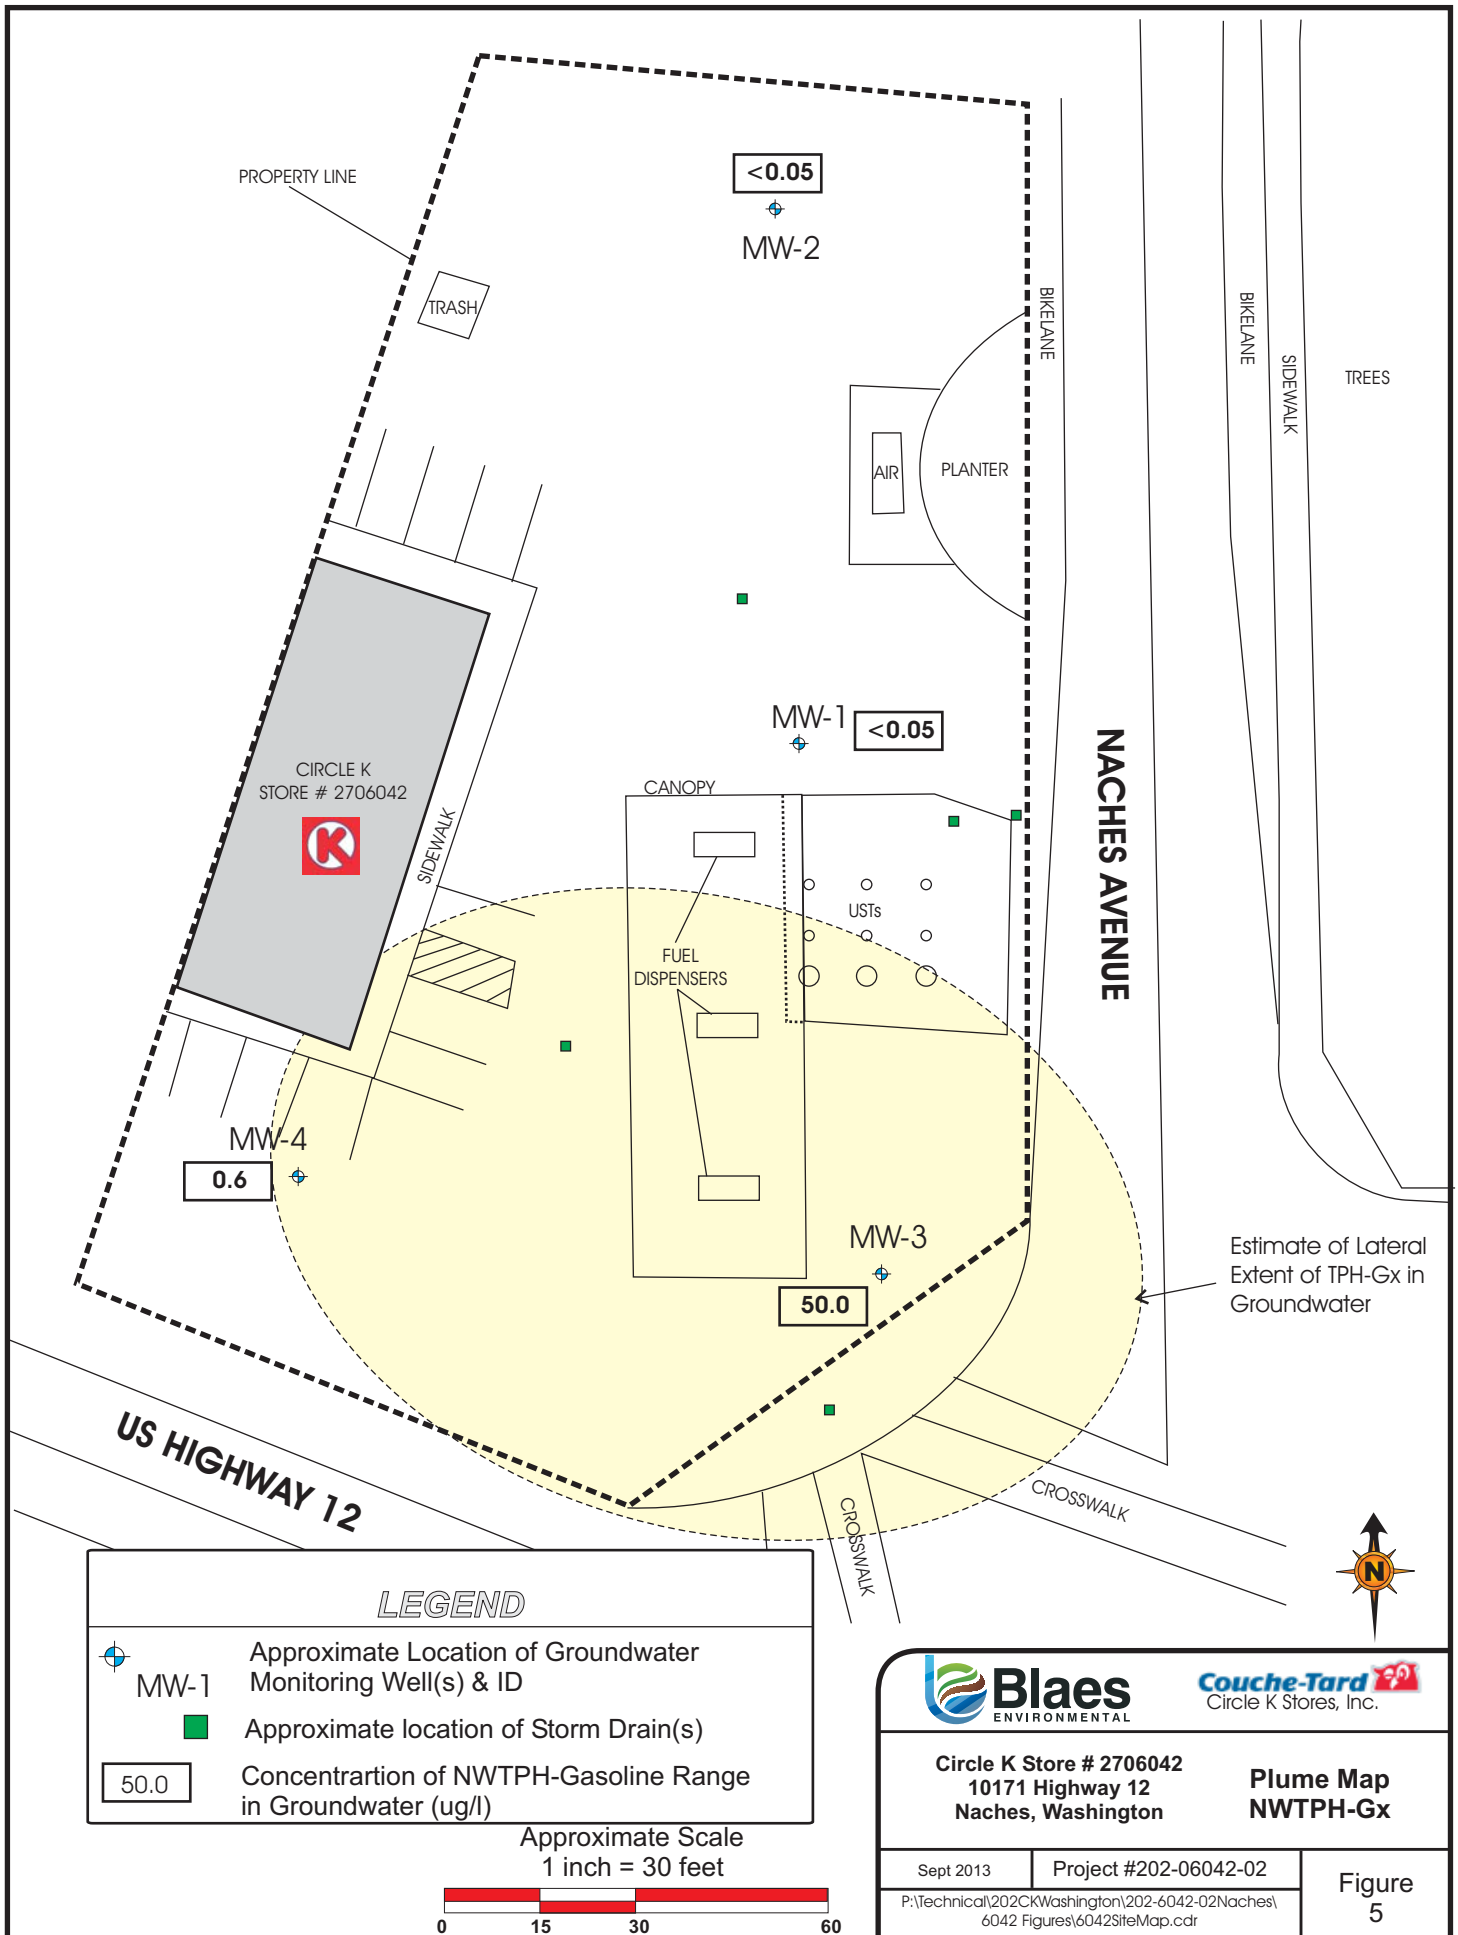 <0.05
MW-2
PROPERTY LINE
TRASH
BIKELANE
BIKELANE
SIDEWALK
TREES
AIR
PLANTER
MW-1
<0.05
NACHES AVENUE
CIRCLE K
STORE # 2706042
K
SIDEWALK
CANOPY
USTs
FUEL
DISPENSERS
MW-4
0.6
MW-3
50.0
Estimate of Lateral
Extent of TPH-Gx in
Groundwater
US HIGHWAY 12
CROSSWALK
CROSSWALK
N
LEGEND
MW-1
Approximate Location of Groundwater
Monitoring Well(s) & ID
Approximate location of Storm Drain(s)
50.0
Concentrartion of NWTPH-Gasoline Range
in Groundwater (ug/l)
Approximate Scale
1 inch = 30 feet
0 15 30 60
Blaes
ENVIRONMENTAL
Couche-Tard
Circle K Stores, Inc.
Circle K Store # 2706042
10171 Highway 12
Naches, Washington
Plume Map
NWTPH-Gx
Sept 2013
Project #202-06042-02
P:\Technical\202CKWashington\202-6042-02Naches\
6042 Figures\6042SiteMap.cdr
Figure
5